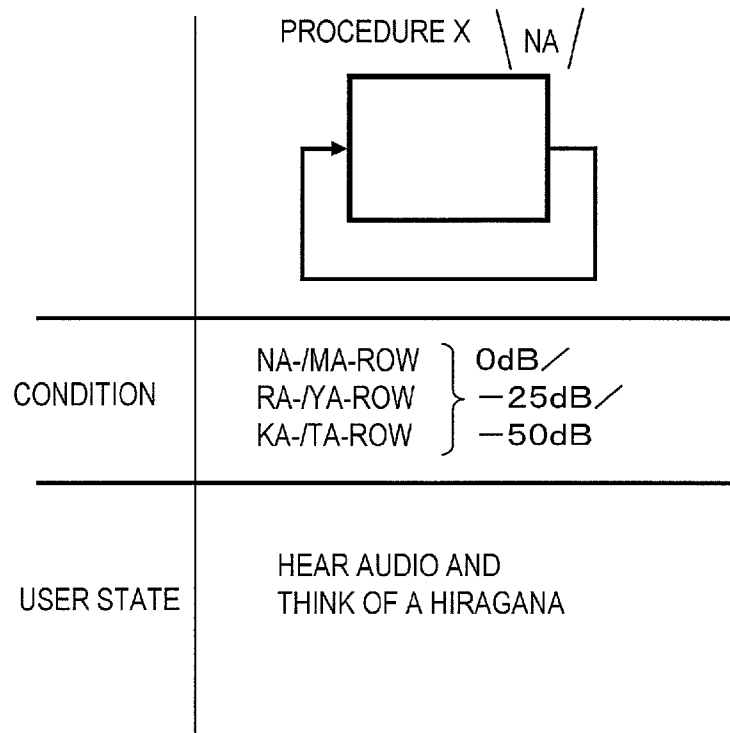 PROCEDURE X
NA
CONDITION
NA-/MA-ROW
RA-/YA-ROW
KA-/TA-ROW
0dB/
-25dB/
-50dB
USER STATE
HEAR AUDIO AND
THINK OF A HIRAGANA